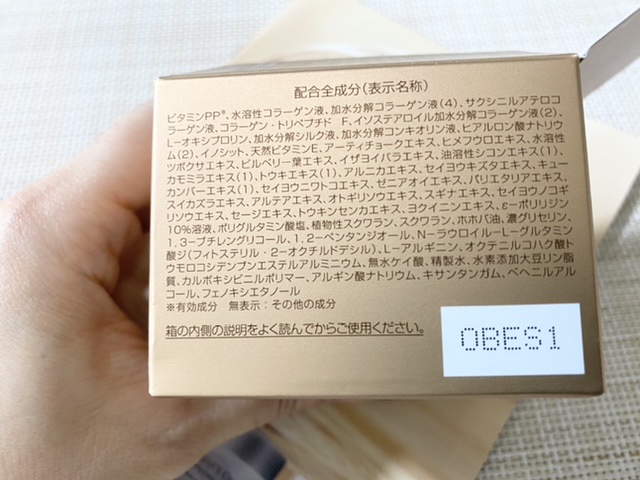 配合全成分(表示名称)
ビタミンPP※、水溶性コラーゲン液、加水分解コラーゲン液(4)、サクシニルアテロコ
ラーゲン液、コラーゲン・トリペプチド F、イソステアロイル加水分解コラーゲン液(2)、
L-オキシプロリン、加水分解シルク液、加水分解コンキオリン液、ヒアルロン酸ナトリウ
ム(2)、イノシット、天然ビタミンE、アーティチョークエキス、ヒメフウロエキス、水溶性
ツボクサエキス、ビルベリー葉エキス、イザヨイバラエキス、油溶性シコンエキス(1)、
カモミラエキス(1)、トウキエキス(1)、アルニカエキス、セイヨウキズタエキス、キュー
カンバーエキス(1)、セイヨウニワトコエキス、ゼニアオイエキス、パリエタリアエキス、
スイカズラエキス、アルテアエキス、オトギリソウエキス、スギナエキス、セイヨウノコギ
リソウエキス、セージエキス、トウキンセンカエキス、ヨクイニンエキス、ε-ポリリジン
10%溶液、ポリグルタミン酸塩、植物性スクワラン、スクワラン、ホホバ油、濃グリセリン、
1,3-ブチレングリコール、1,2-ペンタンジオール、N-ラウロイル-L-グルタミン
酸ジ(フィトステリル・2-オクチルドデシル)、L-アルギニン、オクテニルコハク酸ト
ウモロコシデンプンエステルアルミニウム、無水ケイ酸、精製水、水素添加大豆リン脂
質、カルボキシビニルポリマー、アルギン酸ナトリウム、キサンタンガム、ベヘニルアル
コール、フェノキシエタノール
※有効成分 無表示:その他の成分
箱の内側の説明をよく読んでからご使用ください。
OBES1